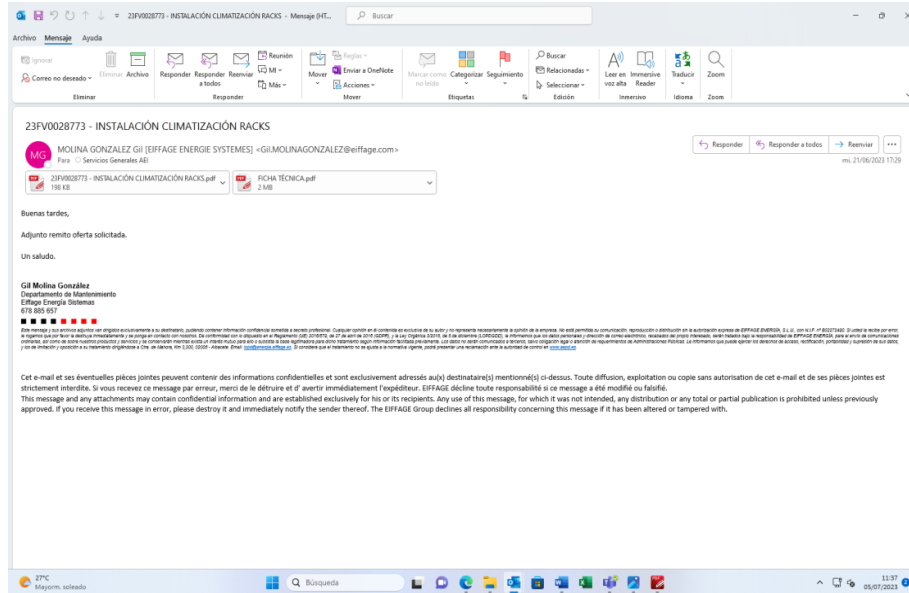 23FV0028773 - INSTALACIÓN CLIMATIZACIÓN RACKS - Mensaje (HT...
Buscar
Archivo Mensaje Ayuda
Ignorar
Correo no deseado
Eliminar Archivo
Responder Responder a todos Reenviar
Reunión
MI
Más
Mover
Reglas
Enviar a OneNote
Acciones
Marcar como no leído
Categorizar Seguimiento
Buscar
Relacionadas
Seleccionar
Leer en voz alta
Immersive Reader
Traducir
Zoom
Eliminar Responder Mover Etiquetas Edición Inmersivo Idioma Zoom
23FV0028773 - INSTALACIÓN CLIMATIZACIÓN RACKS
MG
MOLINA GONZALEZ Gil [EIFFAGE ENERGIE SYSTEMES] <Gil.MOLINAGONZALEZ@eiffage.com>
Para Servicios Generales AEI
Responder Responder a todos Reenviar
mi. 21/06/2023 17:29
23FV0028773 - INSTALACIÓN CLIMATIZACIÓN RACKS.pdf
198 KB
FICHA TÉCNICA.pdf
2 MB
Buenas tardes,
Adjunto remito oferta solicitada.
Un saludo.
Gil Molina González
Departamento de Mantenimiento
Eiffage Energía Sistemas
678 885 657
Cet e-mail et ses éventuelles pièces jointes peuvent contenir des informations confidentielles et sont exclusivement adressés au(x) destinataire(s) mentionné(s) ci-dessus. Toute diffusion, exploitation ou copie sans autorisation de cet e-mail et de ses pièces jointes est
strictement interdite. Si vous recevez ce message par erreur, merci de le détruire et d' avertir immédiatement l'expéditeur. EIFFAGE décline toute responsabilité si ce message a été modifié ou falsifié.
This message and any attachments may contain confidential information and are established exclusively for his or its recipients. Any use of this message, for which it was not intended, any distribution or any total or partial publication is prohibited unless previously
approved. If you receive this message in error, please destroy it and immediately notify the sender thereof. The EIFFAGE Group declines all responsibility concerning this message if it has been altered or tampered with.
27°C
Mayorm. soleado
Búsqueda
11:37
05/07/2023